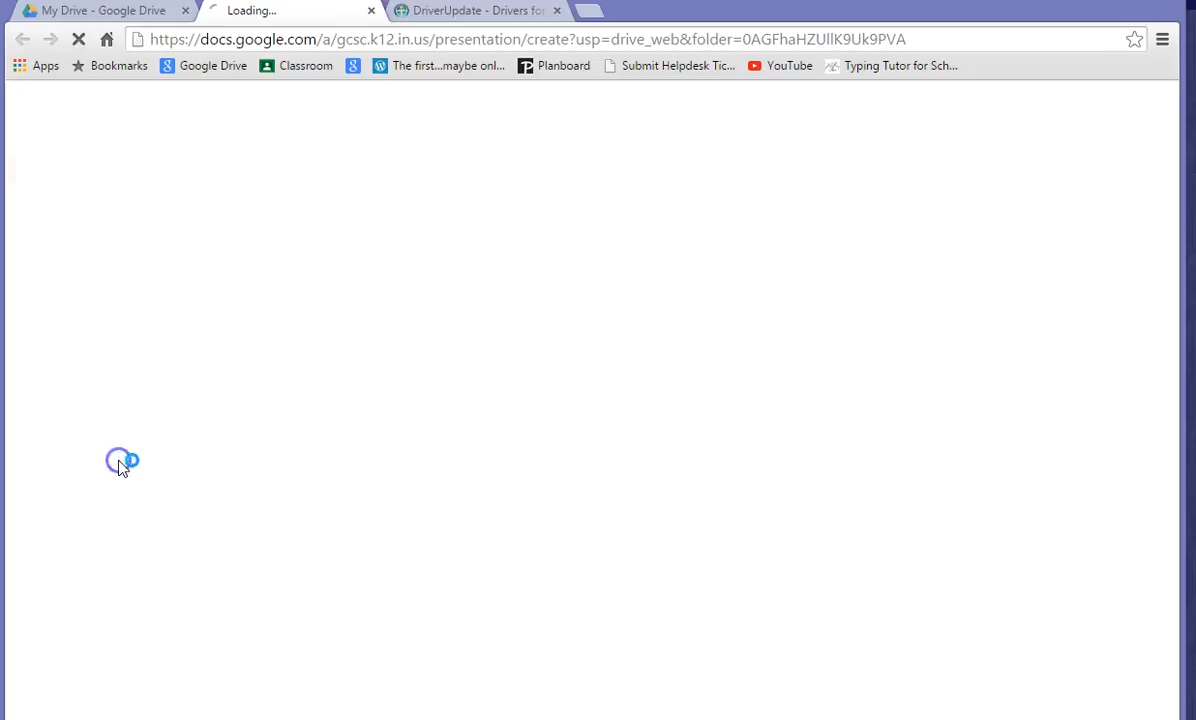 My Drive - Google Drive
Loading...
DriverUpdate - Drivers for
https://docs.google.com/a/gcsc.k12.in.us/presentation/create?usp=drive_web&folder=0AGFhaHZUllK9Uk9PVA
Apps
Bookmarks
Google Drive
Classroom
The first...maybe onl...
Planboard
Submit Helpdesk Tic...
YouTube
Typing Tutor for Sch...